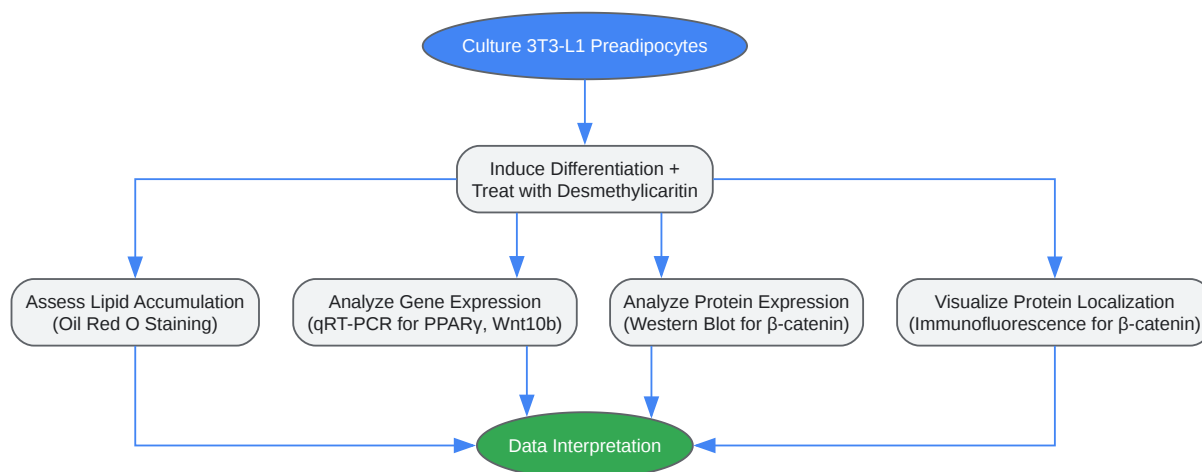 Culture 3T3-L1 Preadipocytes
Induce Differentiation +
Treat with Desmethylicaritin
Assess Lipid Accumulation
(Oil Red O Staining)
Analyze Gene Expression
(qRT-PCR for PPARγ, Wnt10b)
Analyze Protein Expression
(Western Blot for β-catenin)
Visualize Protein Localization
(Immunofluorescence for β-catenin)
Data Interpretation